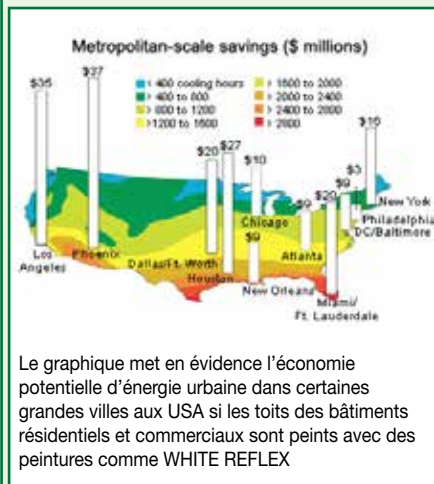 Metropolitan-scale savings ($ millions)
< 400 cooling hours
> 400 to 800
> 800 to 1200
>1200 to 1600
> 1600 to 2000
> 2000 to 2400
> 2400 to 2800
> 2800
$35
$37
$20
$27
$10
$9
$9
$20
$9
$3
$16
Los
Angeles
Phoenix
Dallas/Ft. Worth
Houston
Chicago
New Orleans
Atlanta
Miami/
Ft. Lauderdale
New York
Philadelphia
DC/Baltimore
Le graphique met en évidence l’économie
potentielle d’énergie urbaine dans certaines
grandes villes aux USA si les toits des bâtiments
résidentiels et commerciaux sont peints avec des
peintures comme WHITE REFLEX